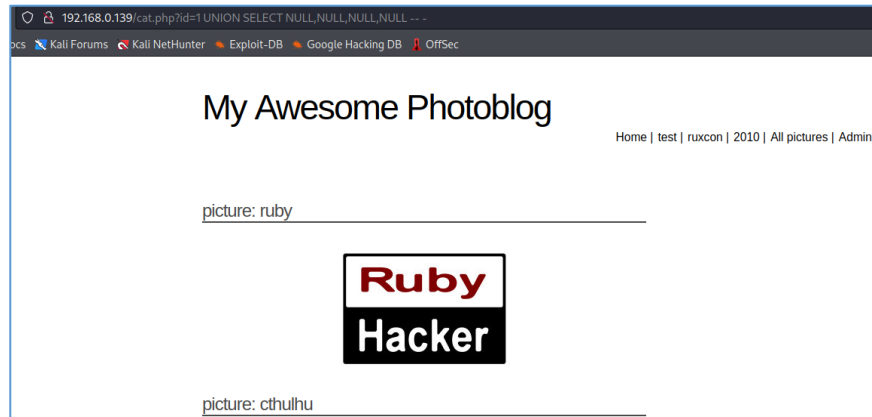 192.168.0.139/cat.php?id=1 UNION SELECT NULL,NULL,NULL,NULL -- -
ocs Kali Forums Kali NetHunter Exploit-DB Google Hacking DB OffSec
My Awesome Photoblog
Home | test | ruxcon | 2010 | All pictures | Admin
picture: ruby
Ruby
Hacker
picture: cthulhu